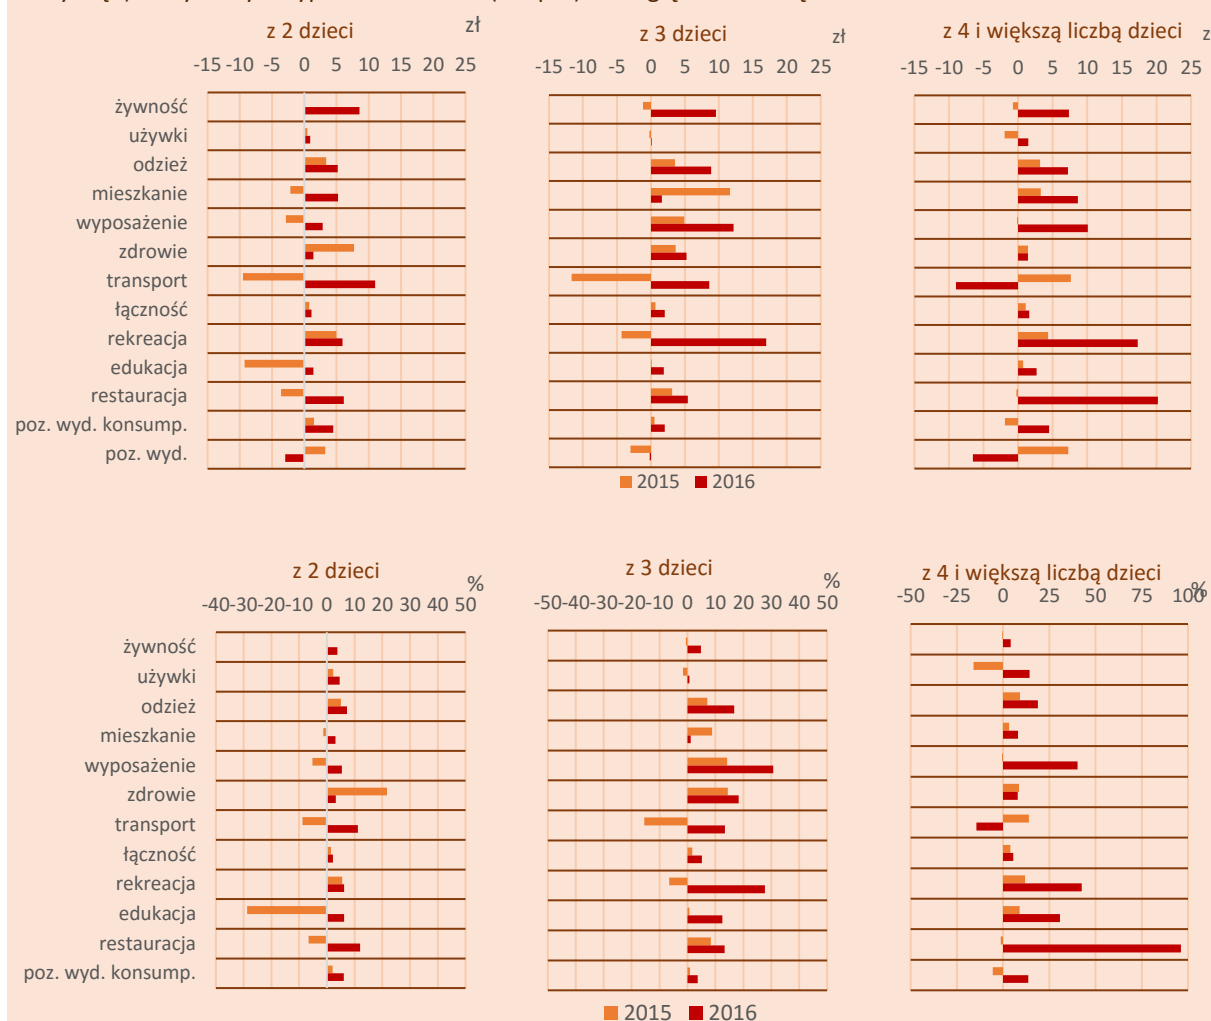 z 2 dzieci
zł
z 3 dzieci
zł
z 4 i większą liczbą dzieci
-15 -10 -5 0 5 10 15 20 25
-15 -10 -5 0 5 10 15 20 25
-15 -10 -5 0 5 10 15 20 25
żywność
używki
odzież
mieszkanie
wyposażenie
zdrowie
transport
łączność
rekreacja
edukacja
restauracja
poz. wyd. konsump.
poz. wyd.
2015 2016
z 2 dzieci
%
z 3 dzieci
%
z 4 i większą liczbą dzieci
%
-40-30-20-10 0 10 20 30 40 50
-50-40-30-20-10 0 10 20 30 40 50
-50 -25 0 25 50 75 100
żywność
używki
odzież
mieszkanie
wyposażenie
zdrowie
transport
łączność
rekreacja
edukacja
restauracja
poz. wyd. konsump.
2015 2016